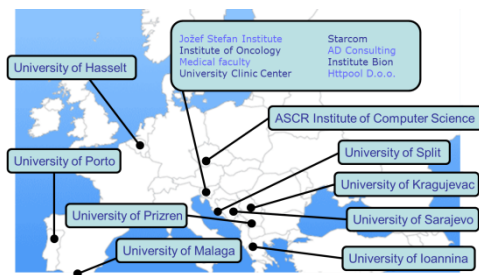 Jožef Stefan Institute
Institute of Oncology
Medical faculty
University Clinic Center
Starcom
AD Consulting
Institute Bion
Httpool D.o.o.
University of Hasselt
ASCR Institute of Computer Science
University of Split
University of Porto
University of Kragujevac
University of Prizren
University of Sarajevo
University of Malaga
University of Ioannina